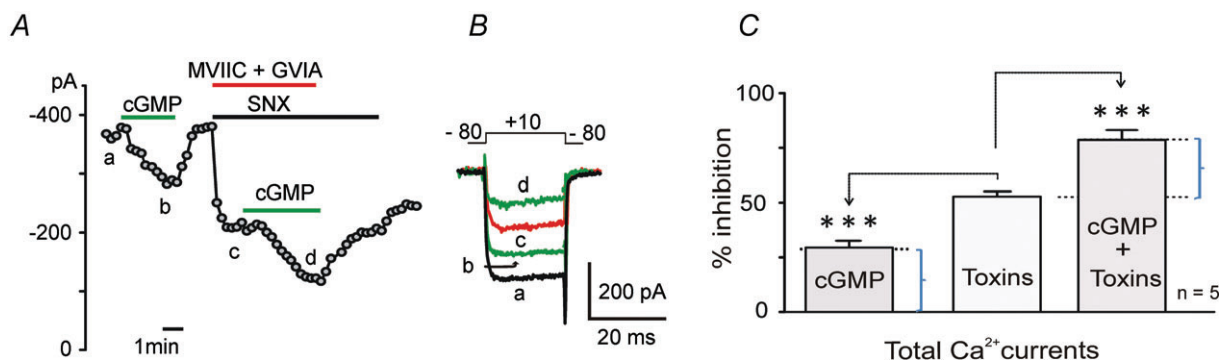 A
pA
-400
-200
0
cGMP
MVIIC + GVIA
SNX
cGMP
a
b
c
d
1min
B
- 80
+10
- 80
d
c
b
a
200 pA
20 ms
C
% inhibition
100
50
0
***
***
cGMP
Toxins
cGMP
+
Toxins
n = 5
Total Ca²⁺ currents